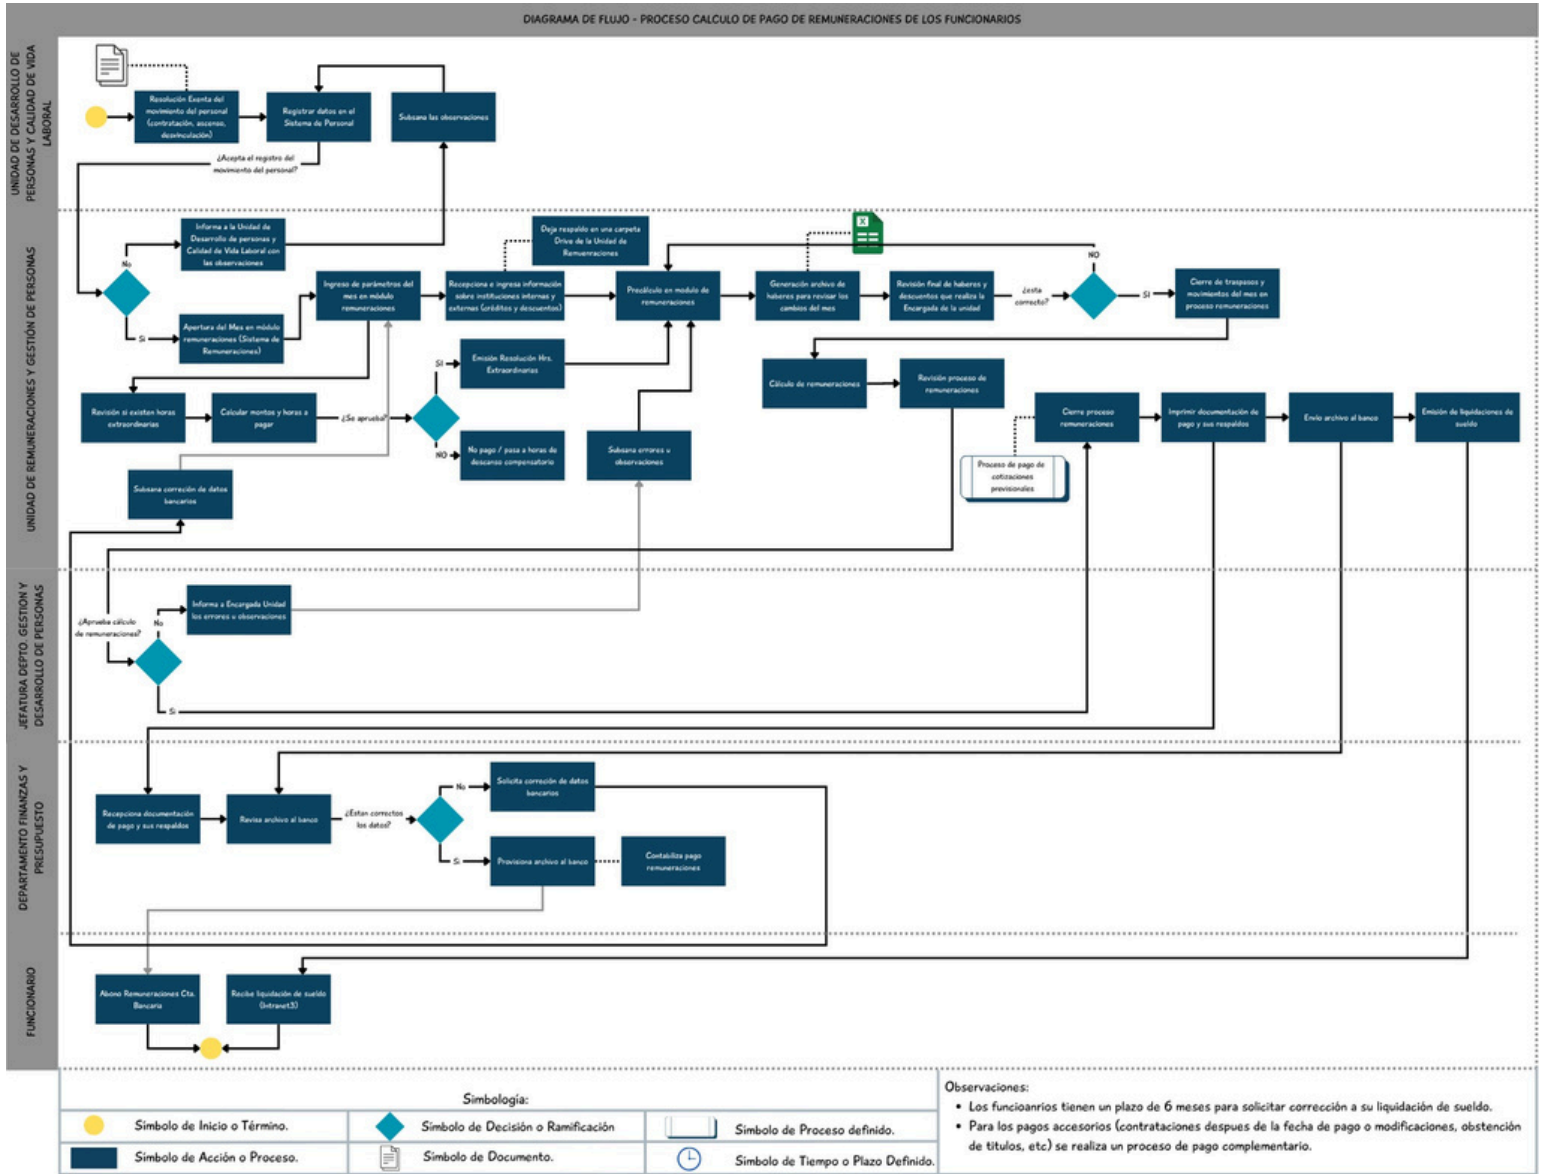 DIAGRAMA DE FLUJO - PROCESO CALCULO DE PAGO DE REMUNERACIONES DE LOS FUNCIONARIOS
UNIDAD DE DESARROLLO DE
PERSONAS Y CALIDAD DE VIDA
LABORAL
Resolución Exenta del
movimiento del personal
(contratación, ascenso,
desvinculación)
Registrar datos en el
Sistema de Personal
Subsana las observaciones
¿Acepta el registro del
movimiento del personal?
UNIDAD DE REMUNERACIONES Y GESTIÓN DE PERSONAS
Informa a la Unidad de
Desarrollo de personas y
Calidad de Vida Laboral con
las observaciones
No
Si
Apertura del Mes en módulo
remuneraciones (Sistema de
Remuneraciones)
Ingreso de parámetros del
mes en módulo
remuneraciones
Recepciona e ingresa información
sobre instituciones internas y
externas (créditos y descuentos)
Deja respaldo en una carpeta
Drive de la Unidad de
Remuenraciones
Precálculo en modulo de
remuneraciones
X
Generación archivo de
haberes para revisar los
cambios del mes
Revisión final de haberes y
descuentos que realiza la
Encargada de la unidad
¿esta
correcto?
NO
SI
Cierre de traspasos y
movimientos del mes en
proceso remuneraciones
Revisión si existen horas
extraordinarias
Calcular montos y horas a
pagar
¿Se aprueba?
SI
Emisión Resolución Hrs.
Extraordinarias
NO
No pago / pasa a horas de
descanso compensatorio
Subsana errores u
observaciones
Cálculo de remuneraciones
Revisión proceso de
remuneraciones
Cierre proceso
remuneraciones
Imprimir documentación de
pago y sus respaldos
Envío archivo al banco
Emisión de liquidaciones de
sueldo
Proceso de pago de
cotizaciones
previsionales
Subsana correción de datos
bancarios
JEFATURA DEPTO. GESTION Y
DESARROLLO DE PERSONAS
¿Aprueba cálculo
de remuneraciones?
No
Informa a Encargada Unidad
los errores u observaciones
Si
DEPARTAMENTO FINANZAS Y
PRESUPUESTO
Recepciona documentación
de pago y sus respaldos
Revisa archivo al banco
¿Estan correctos
los datos?
No
Solicita correción de datos
bancarios
Si
Provisiona archivo al banco
Contabiliza pago
remuneraciones
FUNCIONARIO
Abono Remuneraciones Cta.
Bancaria
Recibe liquidación de sueldo
(Intranet3)
Simbología:
Símbolo de Inicio o Término.
Símbolo de Decisión o Ramificación
Símbolo de Proceso definido.
Símbolo de Acción o Proceso.
Símbolo de Documento.
Símbolo de Tiempo o Plazo Definido.
Observaciones:
• Los funcioanrios tienen un plazo de 6 meses para solicitar corrección a su liquidación de sueldo.
• Para los pagos accesorios (contrataciones despues de la fecha de pago o modificaciones, obstención
de titulos, etc) se realiza un proceso de pago complementario.